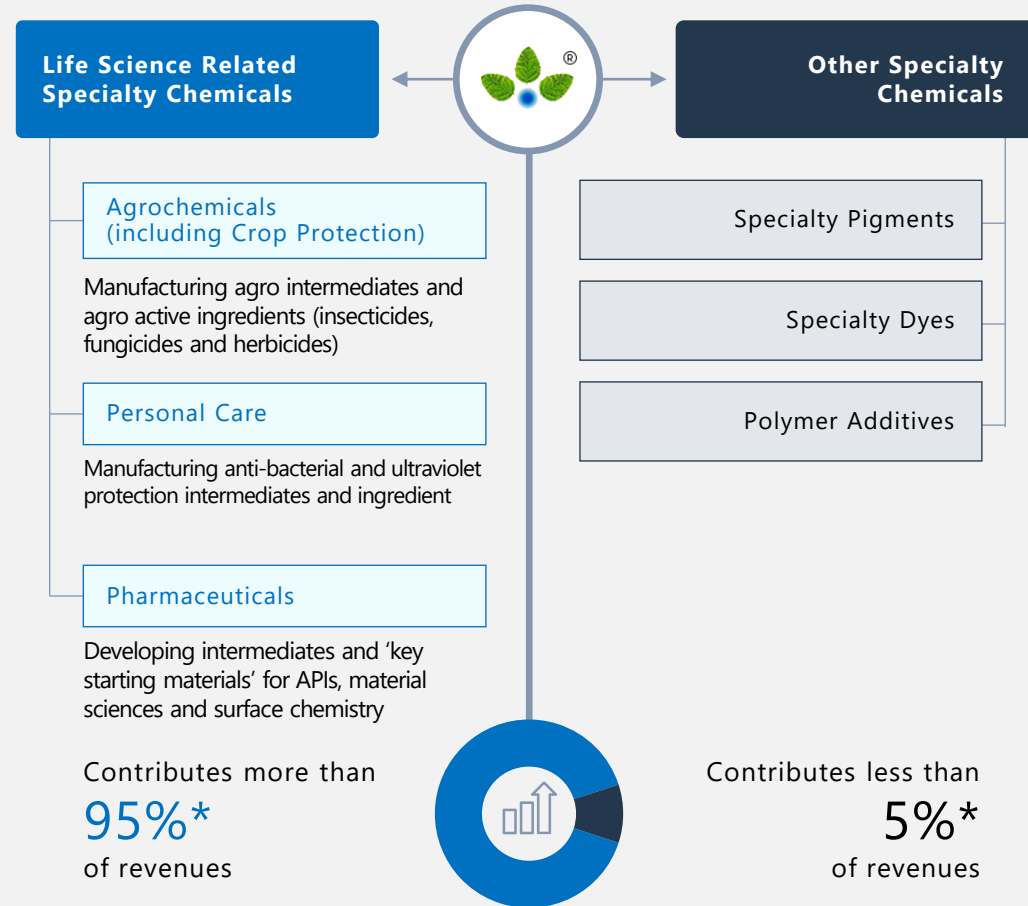 Life Science Related
Specialty Chemicals
®
Other Specialty
Chemicals
Agrochemicals
(including Crop Protection)
Manufacturing agro intermediates and
agro active ingredients (insecticides,
fungicides and herbicides)
Personal Care
Manufacturing anti-bacterial and ultraviolet
protection intermediates and ingredient
Pharmaceuticals
Developing intermediates and ‘key
starting materials’ for APIs, material
sciences and surface chemistry
Contributes more than
95%*
of revenues
Specialty Pigments
Specialty Dyes
Polymer Additives
Contributes less than
5%*
of revenues